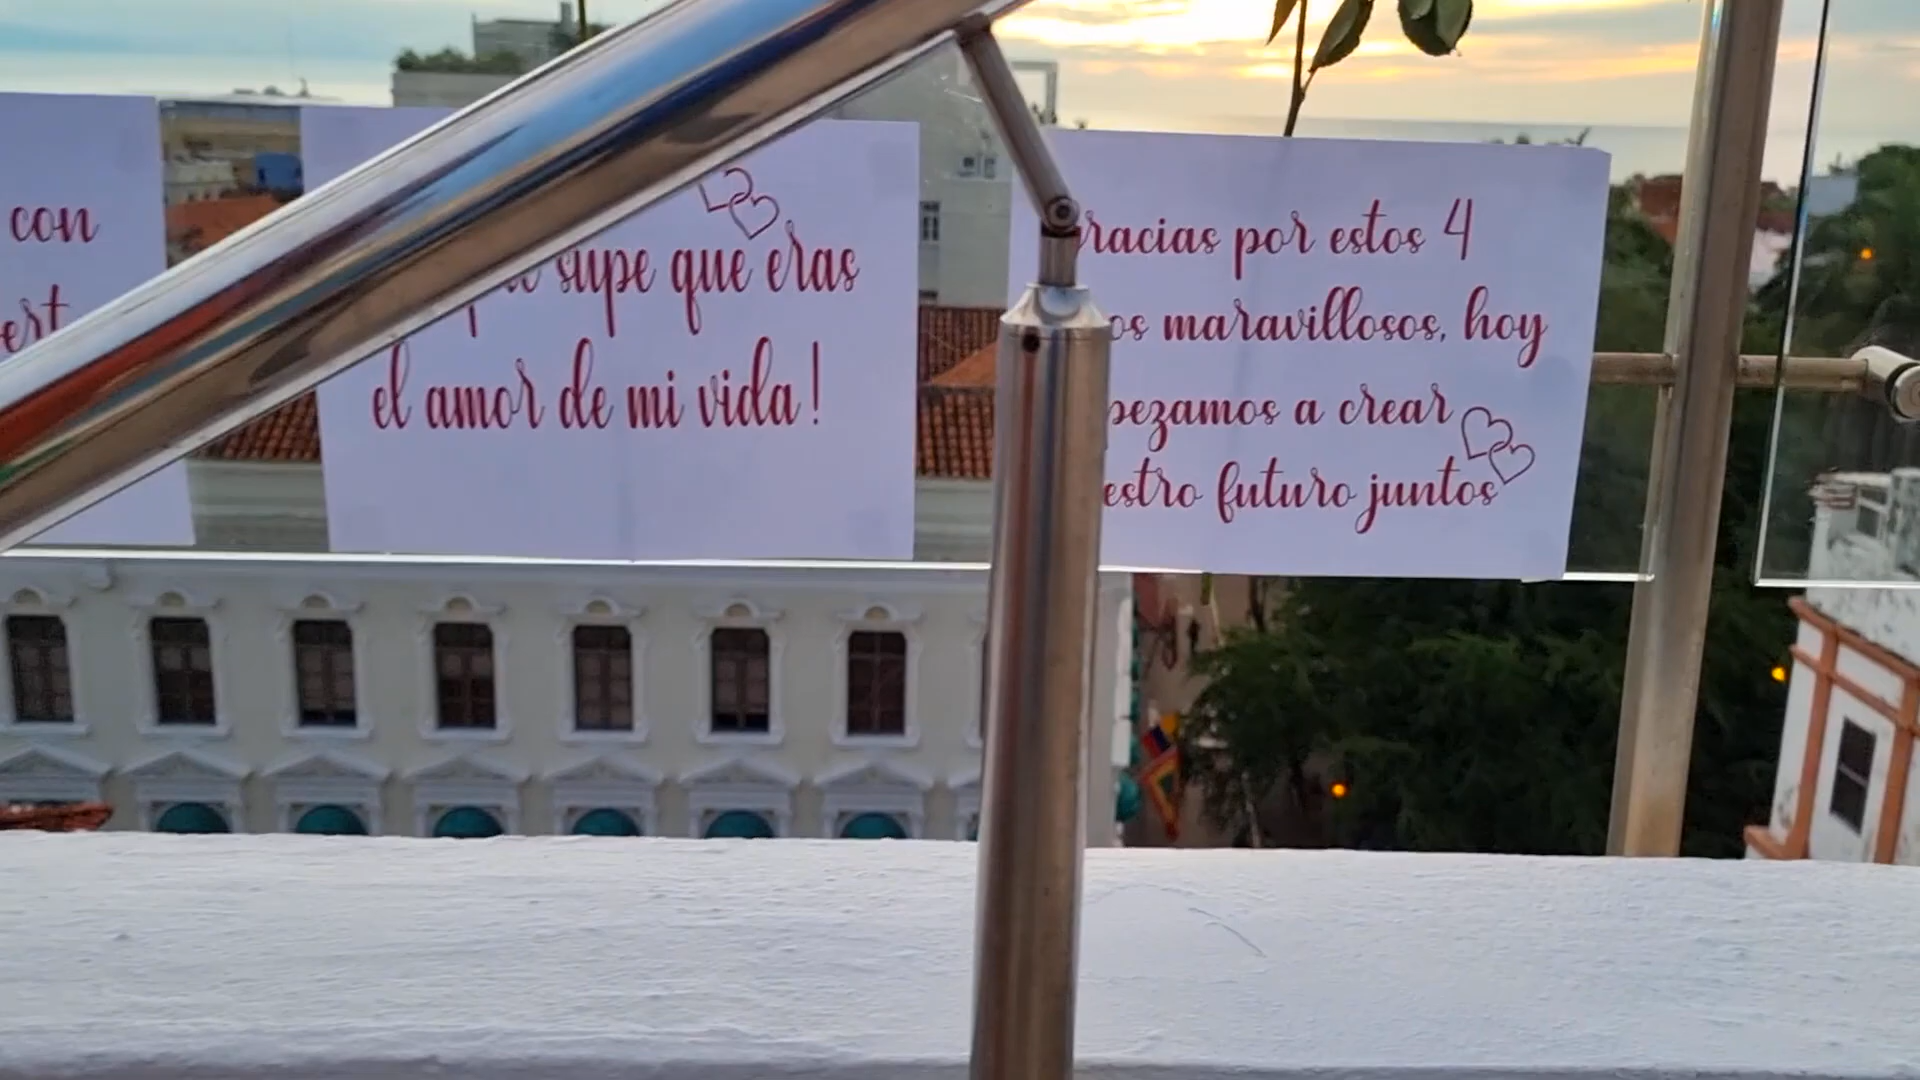 con
supe que eras
el amor de mi vida!
racias por estos 4
os maravillosos, hoy
pezamos a crear
estro futuro juntos